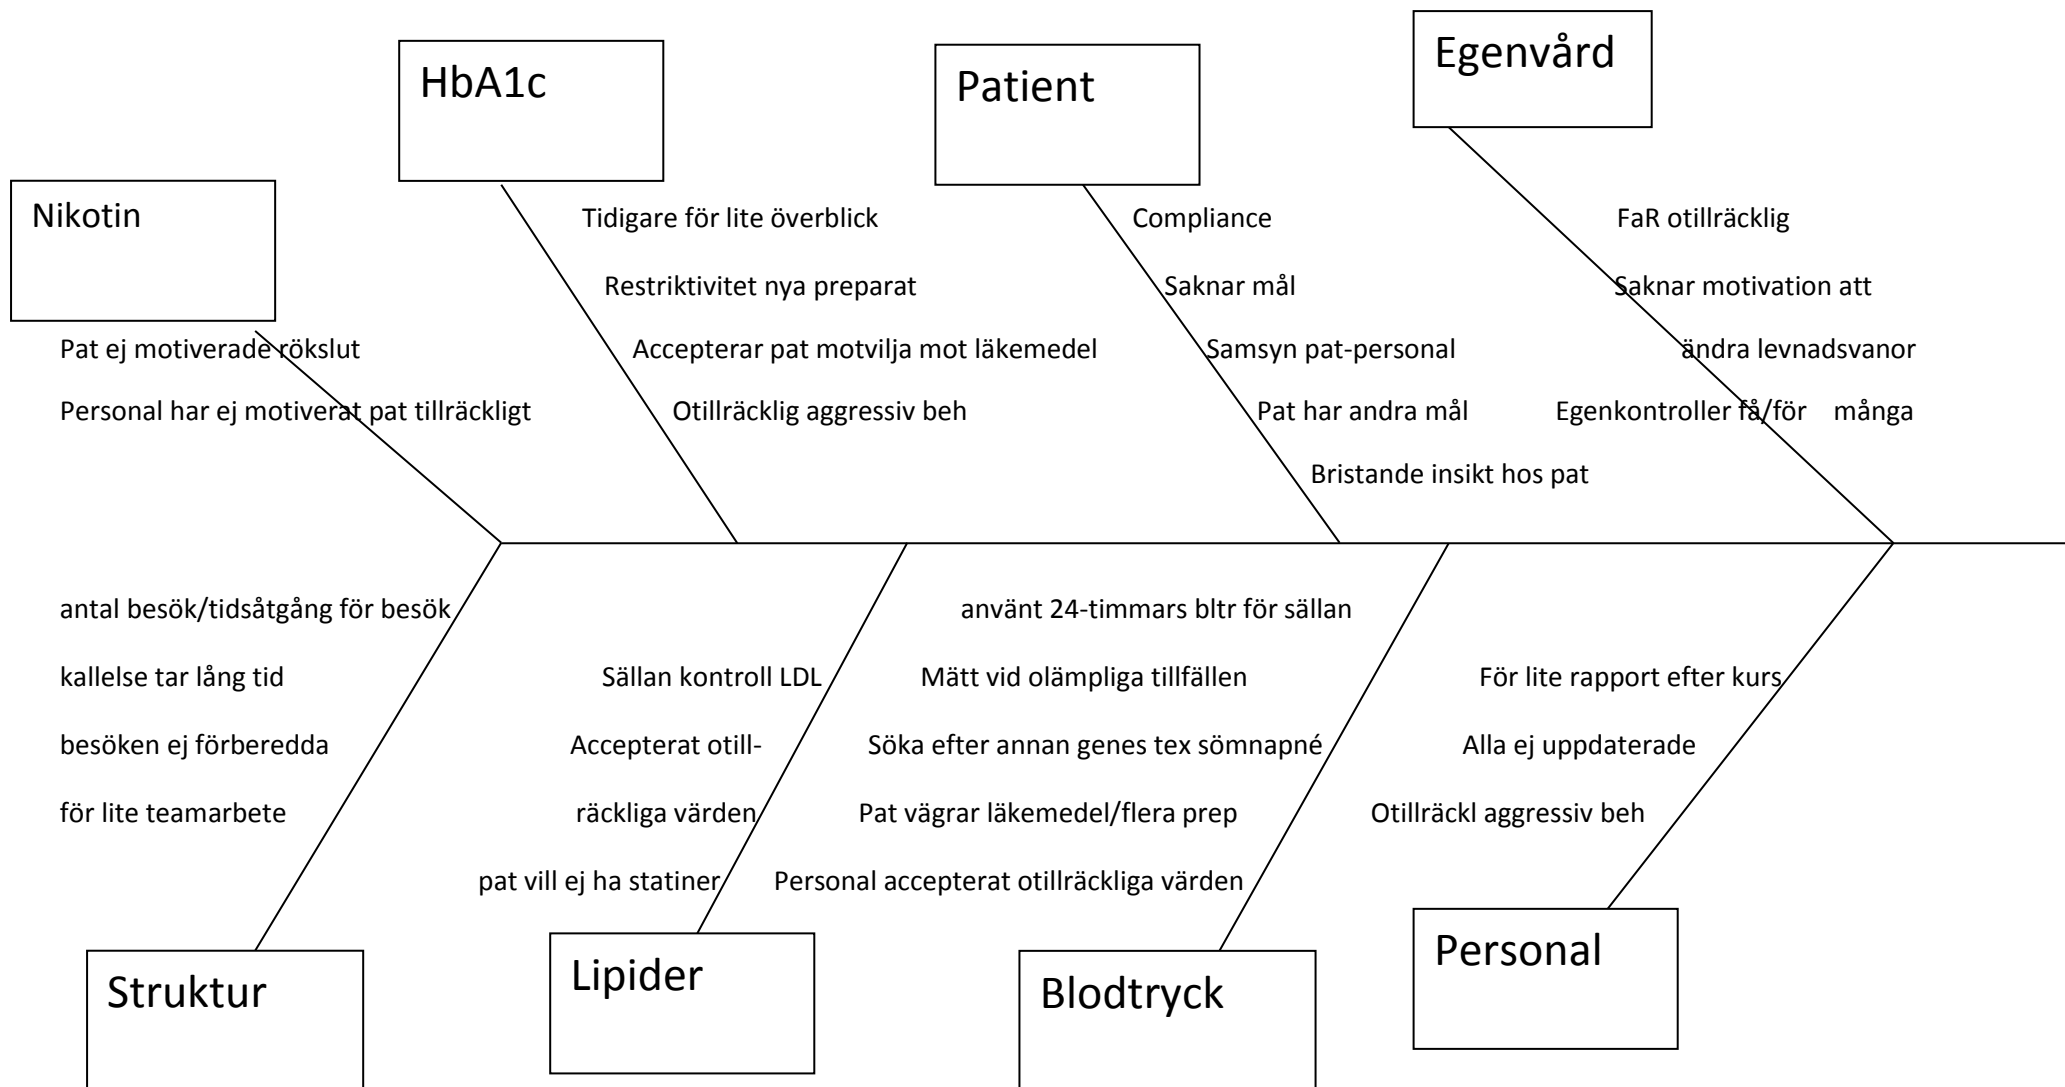 Egenvård
HbA1c
Patient
Nikotin
Tidigare för lite överblick
Compliance
FaR otillräcklig
Restriktivitet nya preparat
Saknar mål
Saknar motivation att
Pat ej motiverade rökslut
Accepterar pat motvilja mot läkemedel
Samsyn pat-personal
ändra levnadsvanor
Personal har ej motiverat pat tillräckligt
Otillräcklig aggressiv beh
Pat har andra mål
Egenkontroller få/för många
Bristande insikt hos pat
antal besök/tidsåtgång för besök
använt 24-timmars bltr för sällan
kallelse tar lång tid
Sällan kontroll LDL
Mätt vid olämpliga tillfällen
För lite rapport efter kurs
besöken ej förberedda
Accepterat otill-
Söka efter annan genes tex sömnapné
Alla ej uppdaterade
för lite teamarbete
räckliga värden
Pat vägrar läkemedel/flera prep
Otillräckl aggressiv beh
pat vill ej ha statiner
Personal accepterat otillräckliga värden
Struktur
Lipider
Blodtryck
Personal